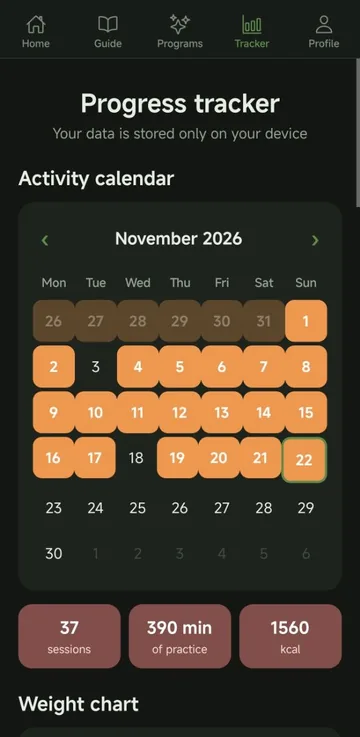 Home Guide Programs Tracker Profile
Progress tracker
Your data is stored only on your device
Activity calendar
‹ November 2026 ›
Mon Tue Wed Thu Fri Sat Sun
26 27 28 29 30 31 1
2 3 4 5 6 7 8
9 10 11 12 13 14 15
16 17 18 19 20 21 22
23 24 25 26 27 28 29
30 1 2 3 4 5 6
37 390 min 1560
sessions of practice kcal
Weight chart